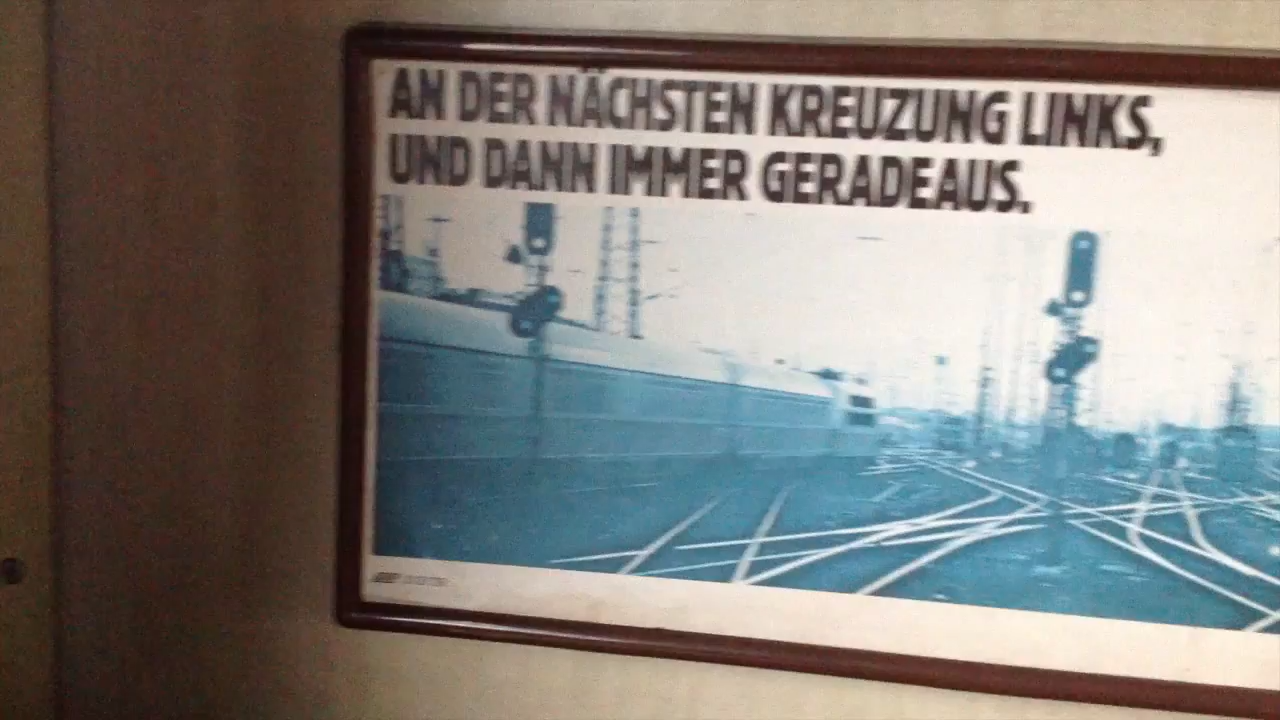 AN DER NÄCHSTEN KREUZUNG LINKS,
UND DANN IMMER GERADEAUS.